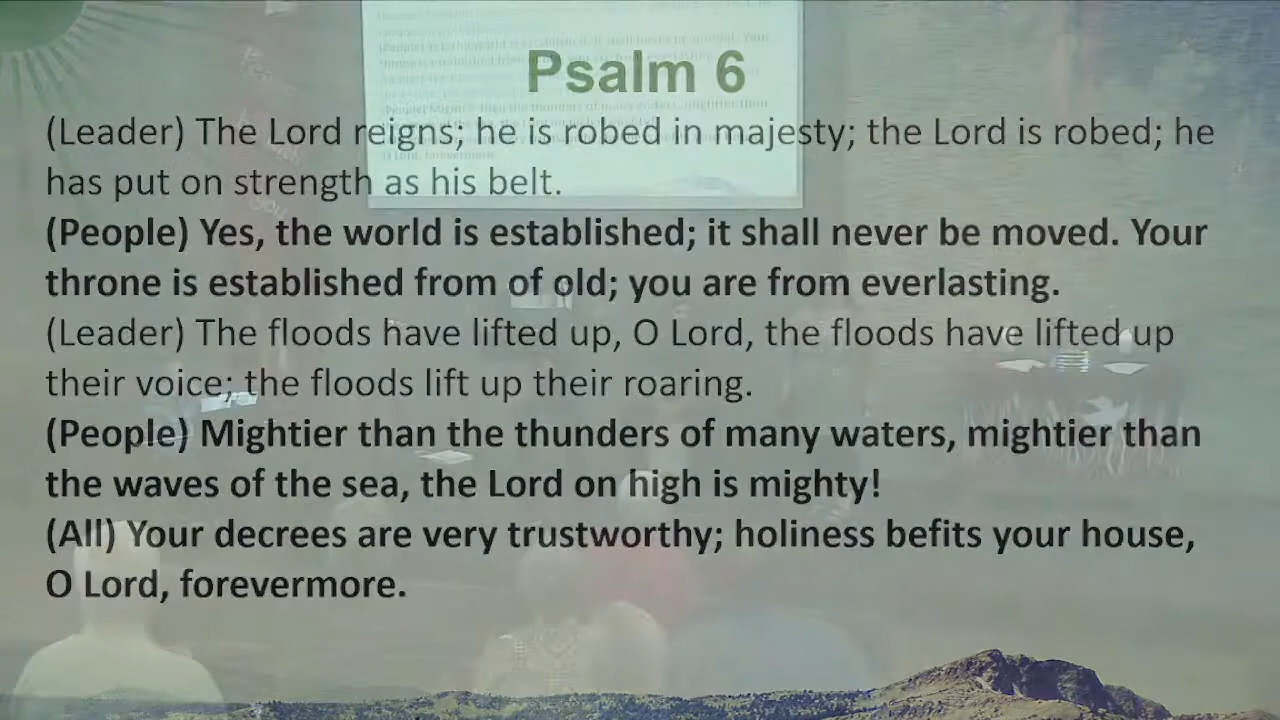 Psalm 6
(Leader) The Lord reigns; he is robed in majesty; the Lord is robed; he
has put on strength as his belt.
(People) Yes, the world is established; it shall never be moved. Your
throne is established from of old; you are from everlasting.
(Leader) The floods have lifted up, O Lord, the floods have lifted up
their voice; the floods lift up their roaring.
(People) Mightier than the thunders of many waters, mightier than
the waves of the sea, the Lord on high is mighty!
(All) Your decrees are very trustworthy; holiness befits your house,
O Lord, forevermore.